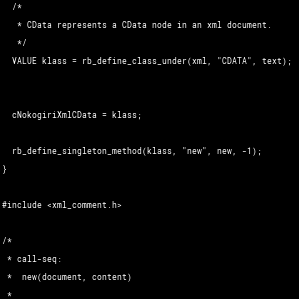 /*
* CData represents a CData node in an xml document.
*/
VALUE klass = rb_define_class_under(xml, "CDATA", text);
cNokogiriXmlCData = klass;
rb_define_singleton_method(klass, "new", new, -1);
}
#include <xml_comment.h>
/*
* call-seq:
*  new(document, content)
*